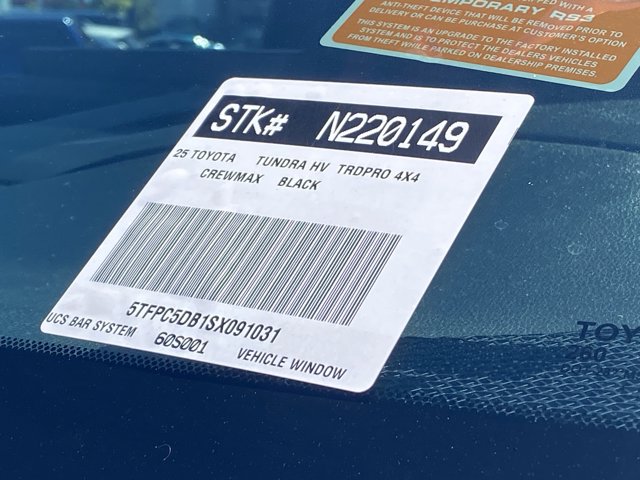 TEMPORARY RS3
ANTI-THEFT DEVICE THAT WILL BE REMOVED PRIOR TO
DELIVERY OR CAN BE PURCHASE AT CUSTOMER'S OPTION
THIS SYSTEM IS AN UPGRADE TO THE FACTORY INSTALLED
SYSTEM AND IS TO PROTECT THE DEALERS VEHICLES
FROM THEFT WHILE PARKED ON DEALERSHIP PREMISES.
STK# N220149
25 TOYOTA TUNDRA HV TRDPRO 4X4
CREWMAX BLACK
5TFPC5DB1SX091031
UCS BAR SYSTEM 60S001 VEHICLE WINDOW